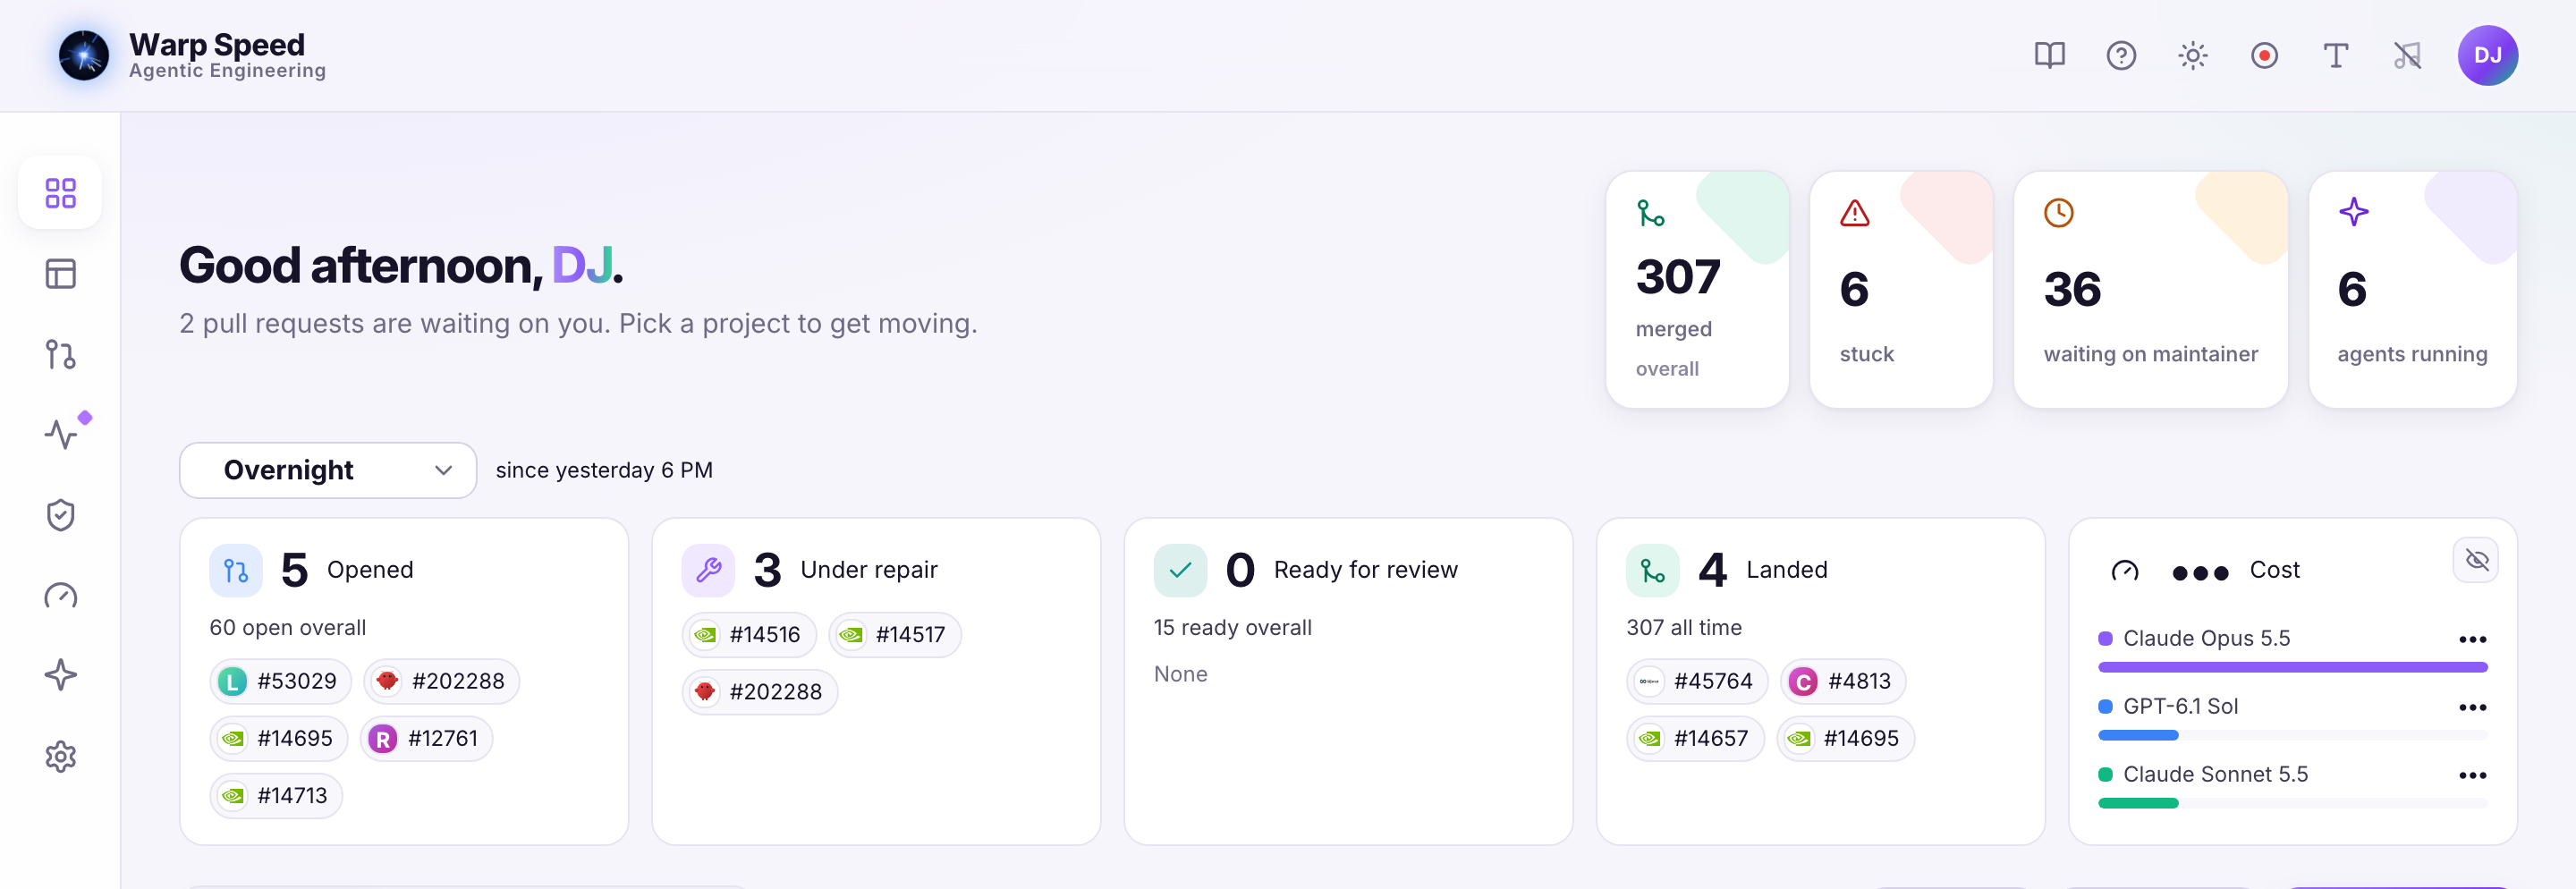 Warp Speed
Agentic Engineering
DJ
Good afternoon, DJ.
2 pull requests are waiting on you. Pick a project to get moving.
307
merged
overall
6
stuck
36
waiting on maintainer
6
agents running
Overnight
since yesterday 6 PM
5 Opened
60 open overall
L #53029
#202288
#14695
R #12761
#14713
3 Under repair
#14516
#14517
#202288
0 Ready for review
15 ready overall
None
4 Landed
307 all time
#45764
C #4813
#14657
#14695
••• Cost
Claude Opus 5.5 •••
GPT-6.1 Sol •••
Claude Sonnet 5.5 •••